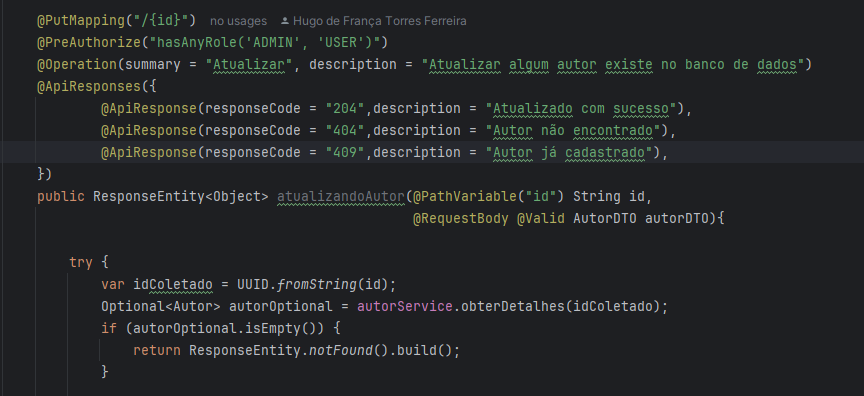 @PutMapping("/{id}") no usages Hugo de França Torres Ferreira
@PreAuthorize("hasAnyRole('ADMIN', 'USER')")
@Operation(summary = "Atualizar", description = "Atualizar algum autor existe no banco de dados")
@ApiResponses({
@ApiResponse(responseCode = "204",description = "Atualizado com sucesso"),
@ApiResponse(responseCode = "404",description = "Autor não encontrado"),
@ApiResponse(responseCode = "409",description = "Autor já cadastrado"),
})
public ResponseEntity<Object> atualizandoAutor(@PathVariable("id") String id,
@RequestBody @Valid AutorDTO autorDTO){
try {
var idColetado = UUID.fromString(id);
Optional<Autor> autorOptional = autorService.obterDetalhes(idColetado);
if (autorOptional.isEmpty()) {
return ResponseEntity.notFound().build();
}